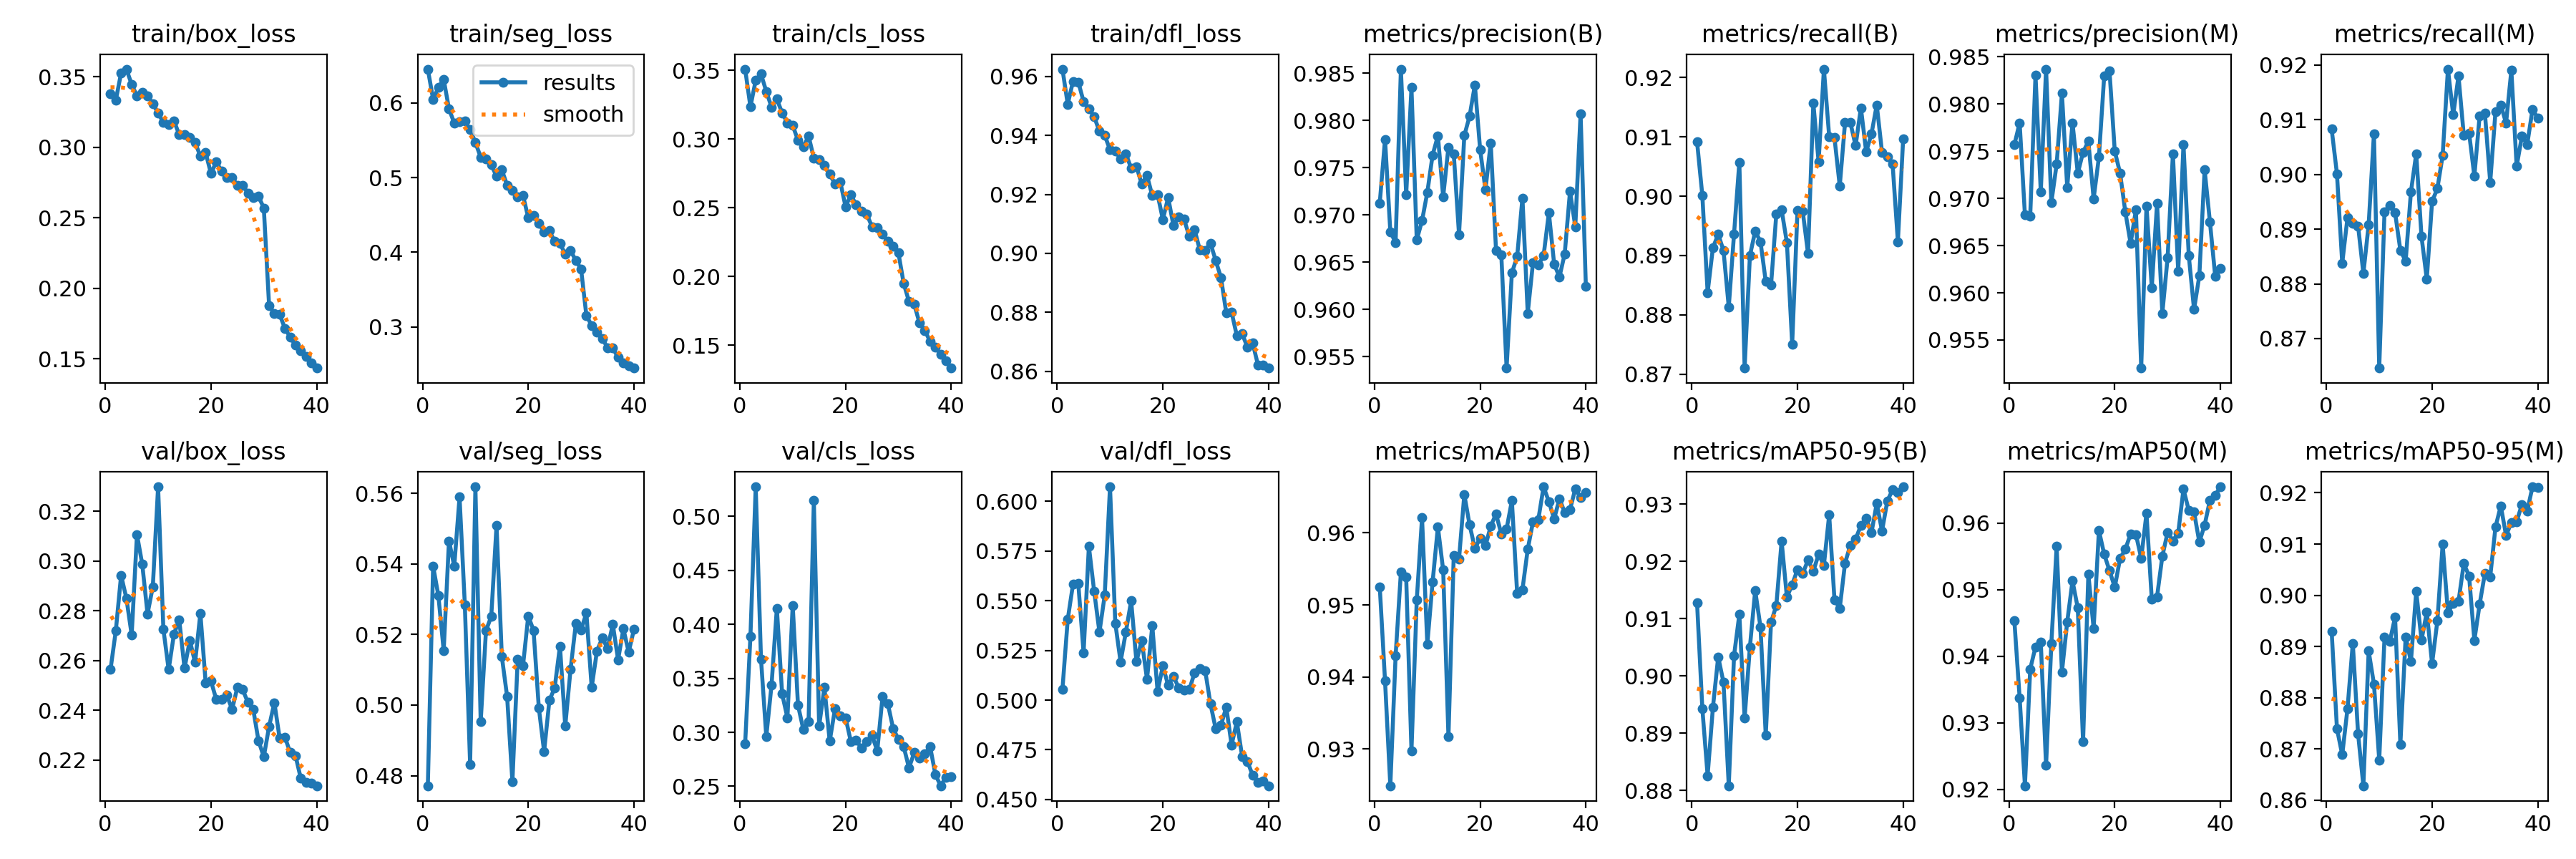 train/box_loss
train/seg_loss
train/cls_loss
train/dfl_loss
metrics/precision(B)
metrics/recall(B)
metrics/precision(M)
metrics/recall(M)
results
smooth
0.35
0.30
0.25
0.20
0.15
0 20 40
0.6
0.5
0.4
0.3
0 20 40
0.35
0.30
0.25
0.20
0.15
0 20 40
0.96
0.94
0.92
0.90
0.88
0.86
0 20 40
0.985
0.980
0.975
0.970
0.965
0.960
0.955
0 20 40
0.92
0.91
0.90
0.89
0.88
0.87
0 20 40
0.985
0.980
0.975
0.970
0.965
0.960
0.955
0 20 40
0.92
0.91
0.90
0.89
0.88
0.87
0 20 40
val/box_loss
val/seg_loss
val/cls_loss
val/dfl_loss
metrics/mAP50(B)
metrics/mAP50-95(B)
metrics/mAP50(M)
metrics/mAP50-95(M)
0.32
0.30
0.28
0.26
0.24
0.22
0 20 40
0.56
0.54
0.52
0.50
0.48
0 20 40
0.50
0.45
0.40
0.35
0.30
0.25
0 20 40
0.600
0.575
0.550
0.525
0.500
0.475
0.450
0 20 40
0.96
0.95
0.94
0.93
0 20 40
0.93
0.92
0.91
0.90
0.89
0.88
0 20 40
0.96
0.95
0.94
0.93
0.92
0 20 40
0.92
0.91
0.90
0.89
0.88
0.87
0.86
0 20 40